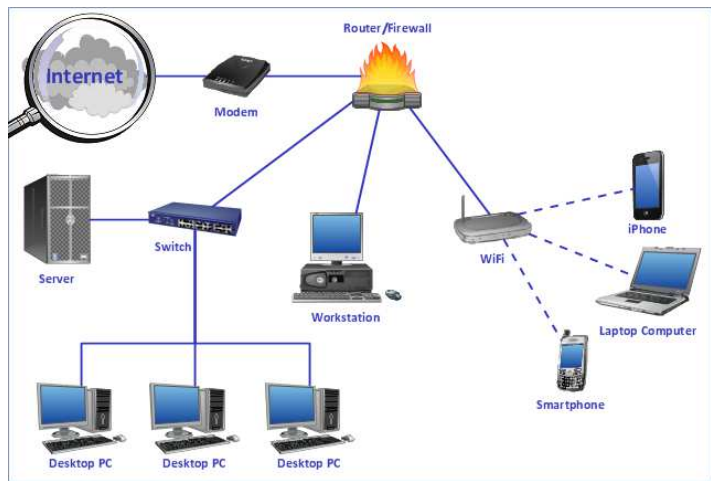 Router/Firewall
Internet
Modem
iPhone
Switch
WiFi
Server
Workstation
Laptop Computer
Smartphone
Desktop PC
Desktop PC
Desktop PC